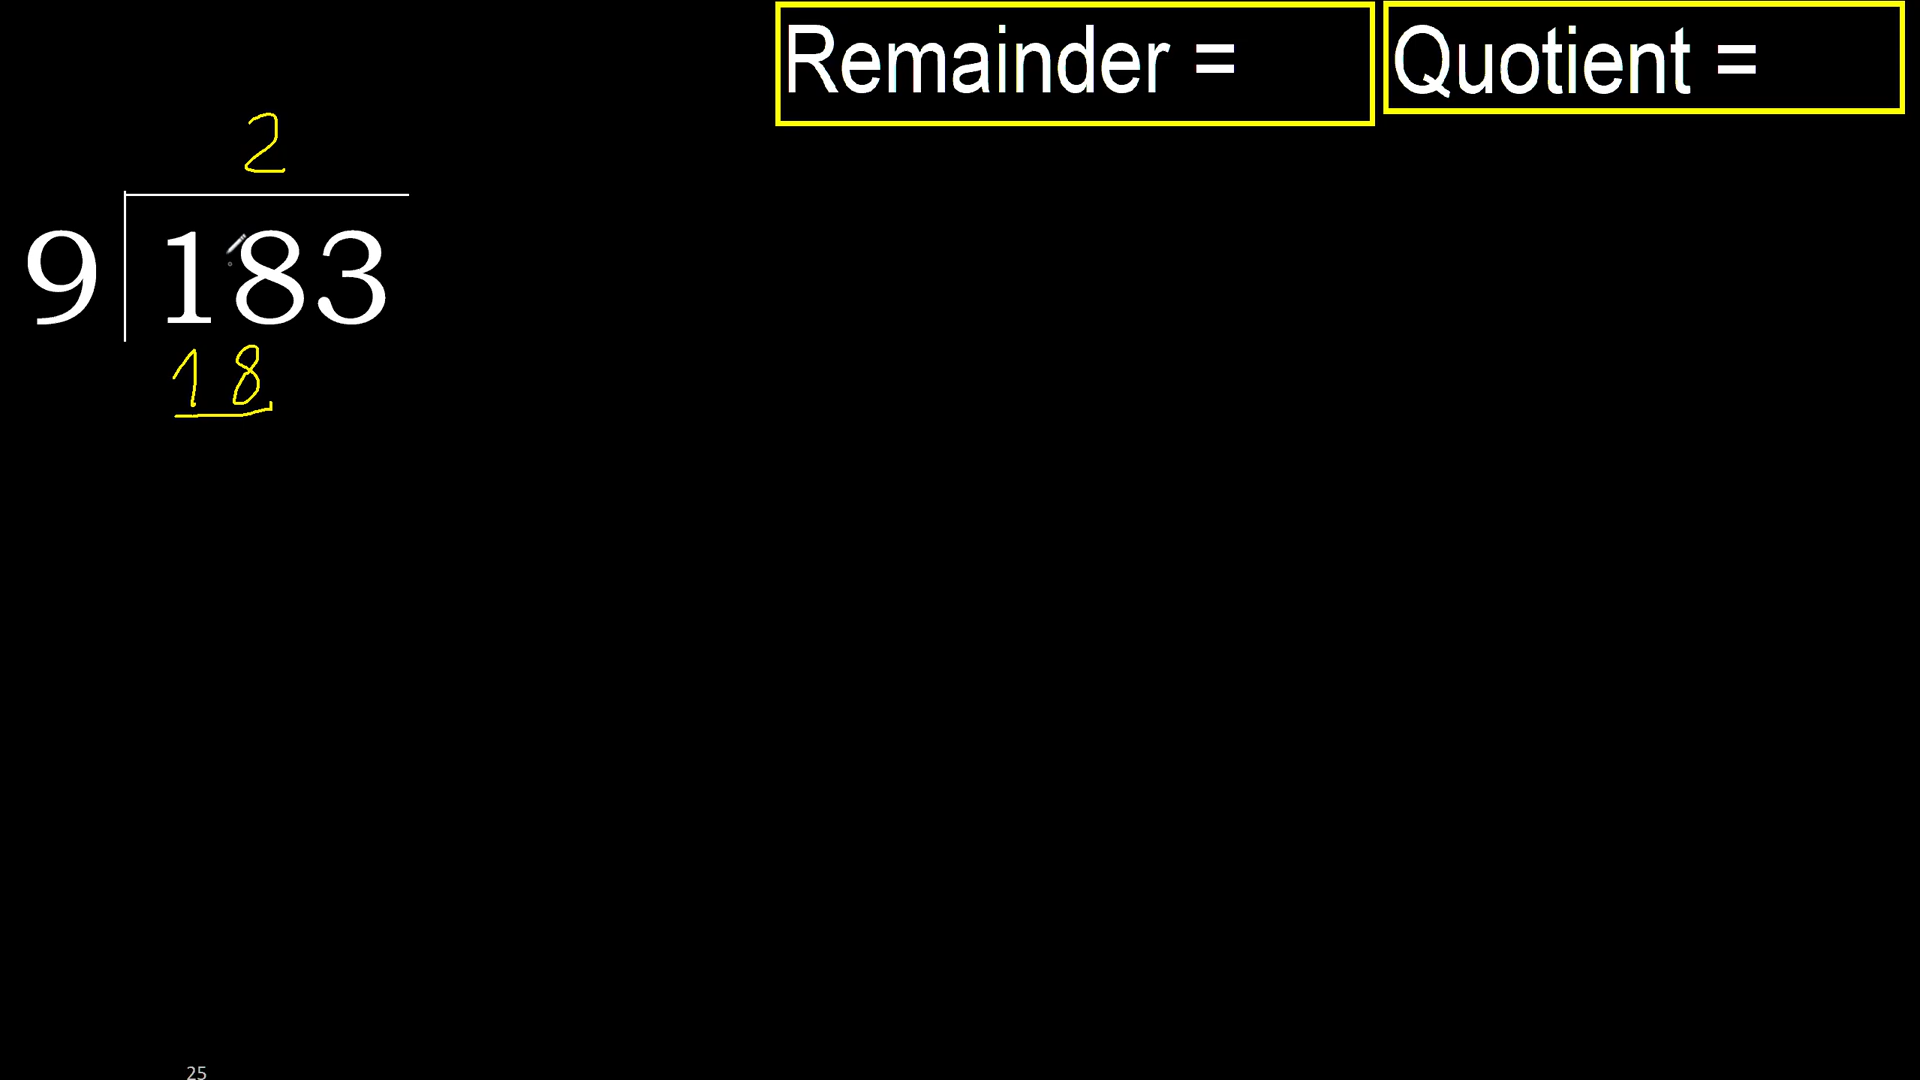 Remainder = Quotient =
2
9 183
18
25